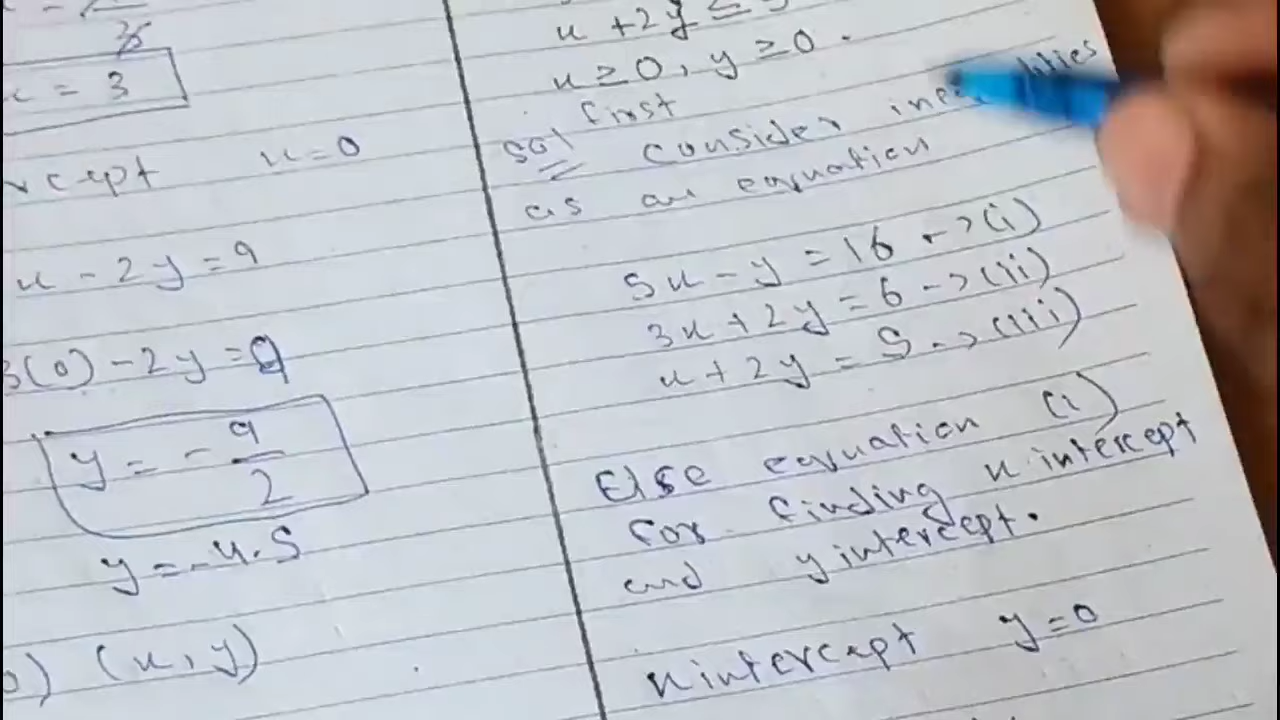 x = 3
x = 0
x - 2y = 9
3(0) - 2y = 9
y = - 9/2
y = -4.5
(x, y)
x + 2y ≤
x ≥ 0, y ≥ 0.
first
Sol consider inequalities
as an equation
5x - y = 16 -> (i)
3x + 2y = 6 -> (ii)
x + 2y = 5 -> (iii)
Else equation (i)
for finding x intercept
and y intercept.
x intercept y = 0